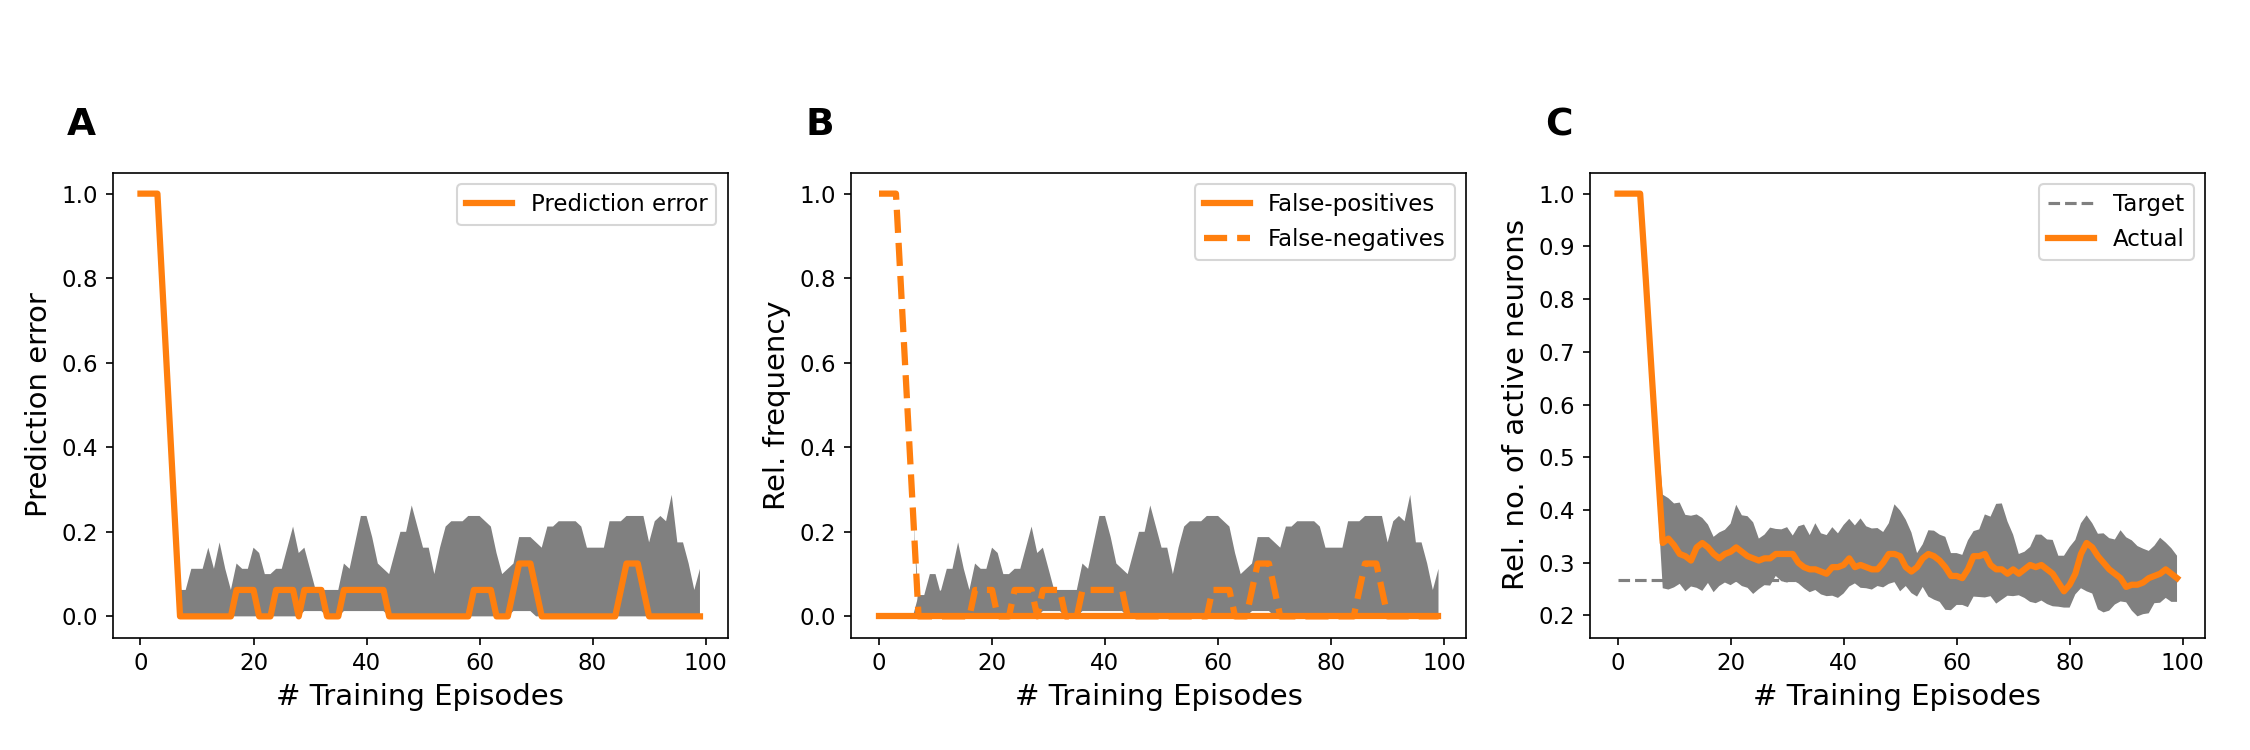 A
B
C
Prediction error
1.0
0.8
0.6
0.4
0.2
0.0
Prediction error
0
20
40
60
80
100
# Training Episodes
Rel. frequency
1.0
0.8
0.6
0.4
0.2
0.0
False-positives
False-negatives
0
20
40
60
80
100
# Training Episodes
Rel. no. of active neurons
1.0
0.9
0.8
0.7
0.6
0.5
0.4
0.3
0.2
Target
Actual
0
20
40
60
80
100
# Training Episodes